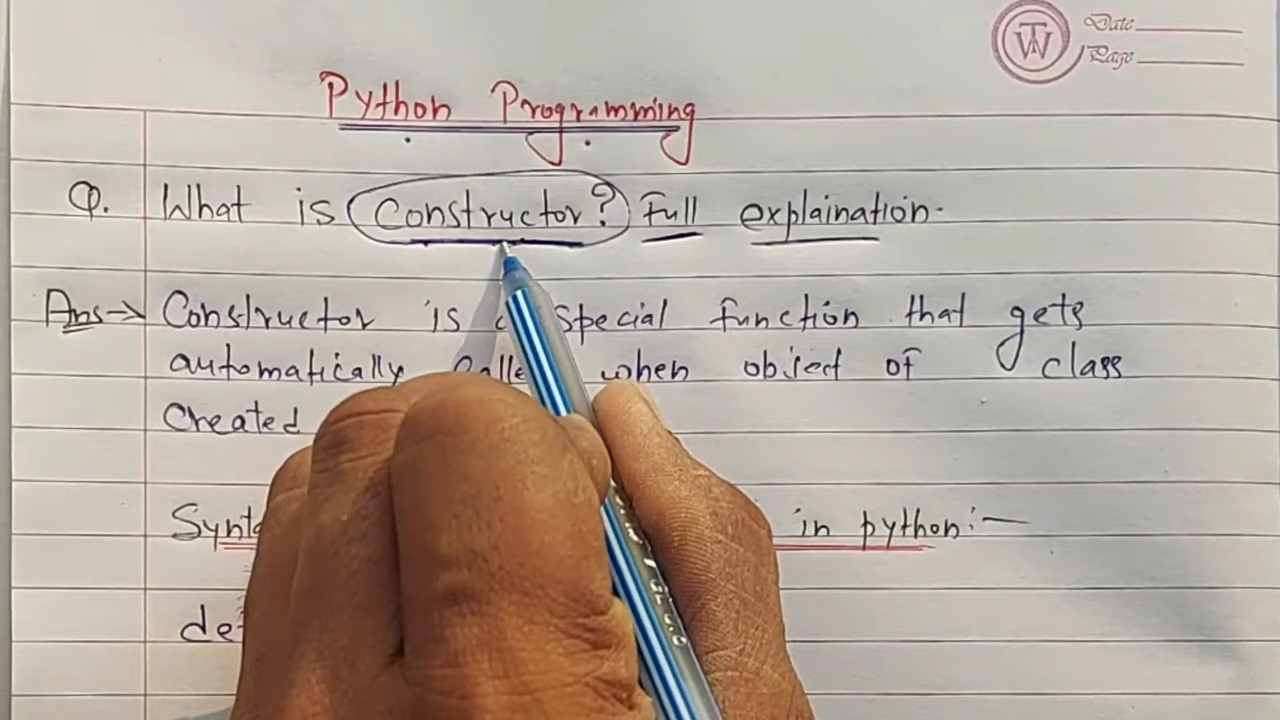 Date
Page
Python Programming
Q. What is Constructor? Full explaination.
Ans→ Constructor is special function that gets
automatically when object of class
Created
in python:—